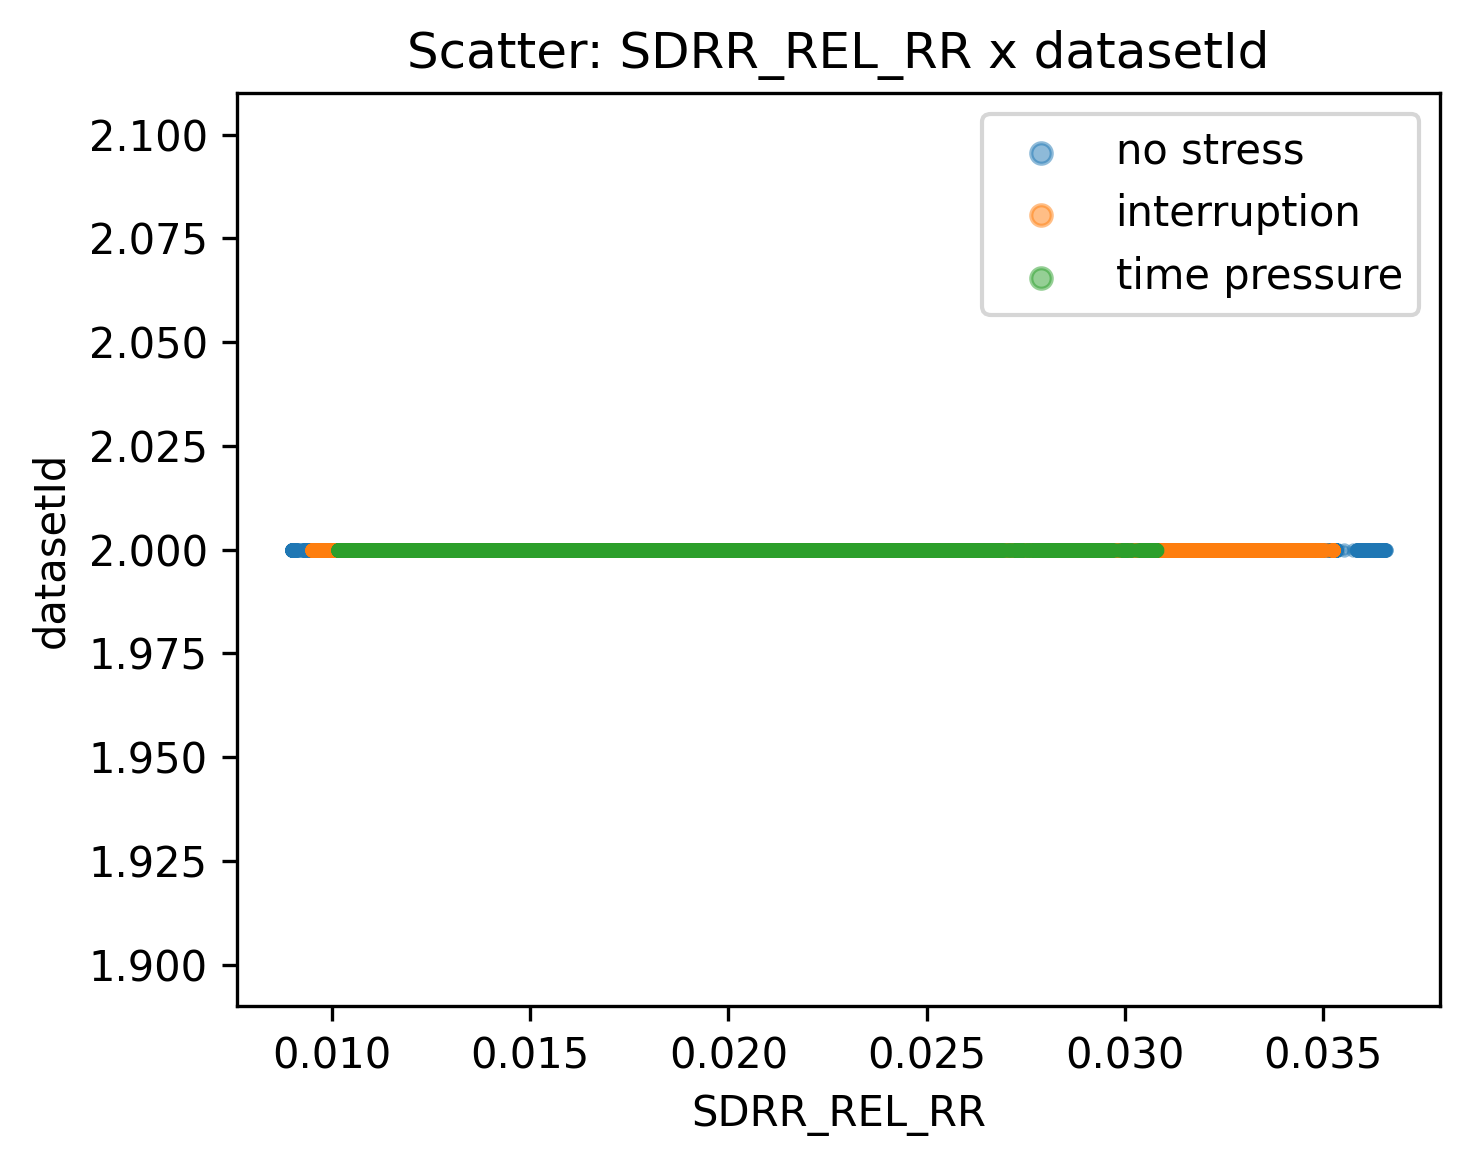 Scatter: SDRR_REL_RR x datasetId
no stress
interruption
time pressure
datasetId
2.100
2.075
2.050
2.025
2.000
1.975
1.950
1.925
1.900
0.010 0.015 0.020 0.025 0.030 0.035
SDRR_REL_RR